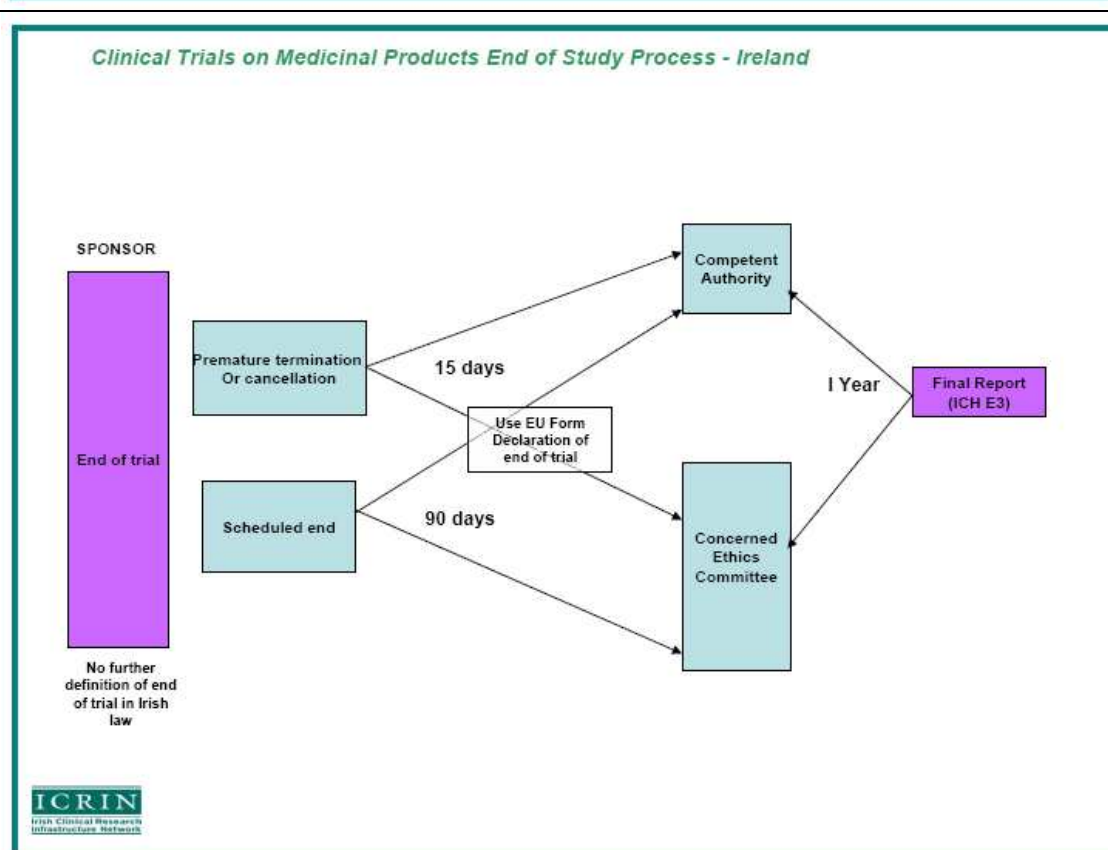 Clinical Trials on Medicinal Products End of Study Process - Ireland
SPONSOR
End of trial
No further
definition of end
of trial in Irish
law
Premature termination
Or cancellation
Scheduled end
15 days
Use EU Form
Declaration of
end of trial
90 days
Competent
Authority
Concerned
Ethics
Committee
I Year
Final Report
(ICH E3)
ICRIN
Irish Clinical Research
Infrastructure Network